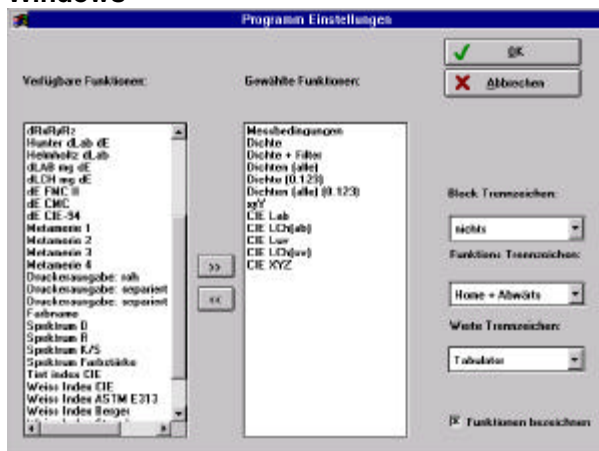 Windows
Programm Einstellungen
OK
Abbrechen
Verfügbare Funktionen:
Gewählte Funktionen:
dRxRyRz
Hunter dLab dE
Helmholtz dLab
dLAB mg dE
dLCH mg dE
dE FMC II
dE CMC
dE CIE-94
Metamerie 1
Metamerie 2
Metamerie 3
Metamerie 4
Druckerausgabe: roh
Druckerausgabe: separiert
Druckerausgabe: separiert
Farbname
Spektrum D
Spektrum R
Spektrum K/S
Spektrum Farbstärke
Tint index CIE
Weiss Index CIE
Weiss Index ASTM E313
Weiss Index Berger
Weiss Index
>>
<<
Messbedingungen
Dichte
Dichte + Filter
Dichten (alle)
Dichte (0.123)
Dichten (alle) (0.123)
xyY
CIE Lab
CIE LCh(ab)
CIE Luv
CIE LCh(uv)
CIE XYZ
Block Trennzeichen:
nichts
Funktions Trennzeichen:
Home + Abwärts
Werte Trennzeichen:
Tabulator
Funktionen bezeichnen